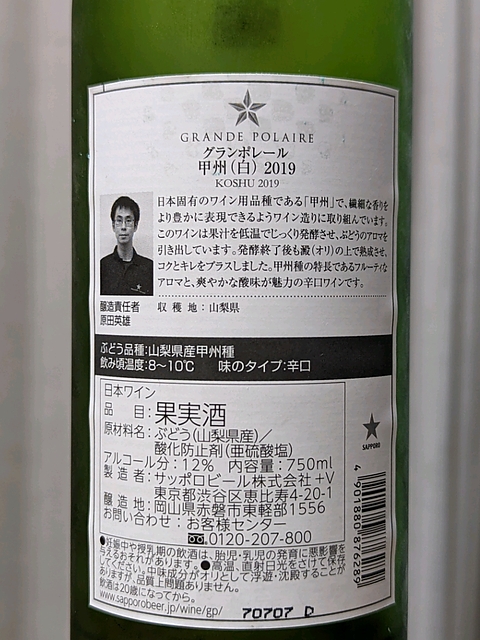 GRANDE POLAIRE
グランポレール
甲州（白）2019
KOSHU 2019
日本固有のワイン用品種である「甲州」で、繊細な香りを
より豊かに表現できるようワイン造りに取り組んでいます。
このワインは果汁を低温でじっくり発酵させ、ぶどうのアロマを
引き出しています。発酵終了後も澱（オリ）の上で熟成させ、
コクとキレをプラスしました。甲州種の特長であるフルーティな
アロマと、爽やかな酸味が魅力の辛口ワインです。
醸造責任者
原田英雄
収穫地：山梨県
ぶどう品種：山梨県産甲州種
飲み頃温度：8～10℃ 味のタイプ：辛口
日本ワイン
品目：果実酒
原材料名：ぶどう（山梨県産）／
酸化防止剤（亜硫酸塩）
アルコール分：12% 内容量：750ml
製造者：サッポロビール株式会社＋V
東京都渋谷区恵比寿4-20-1
醸造地：岡山県赤磐市東軽部1556
お問い合わせ：お客様センター
0120-207-800
●妊娠中や授乳期の飲酒は、胎児・乳児の発育に悪影響を
与えるおそれがあります。●高温、直射日光をさけて保存
してください。中味成分がオリとして浮遊・沈殿することが
ありますが、品質上問題ありません。
飲酒は20歳になってから。
www.sapporobeer.jp/wine/gp/
SAPPORO
4901880876289
70707 D